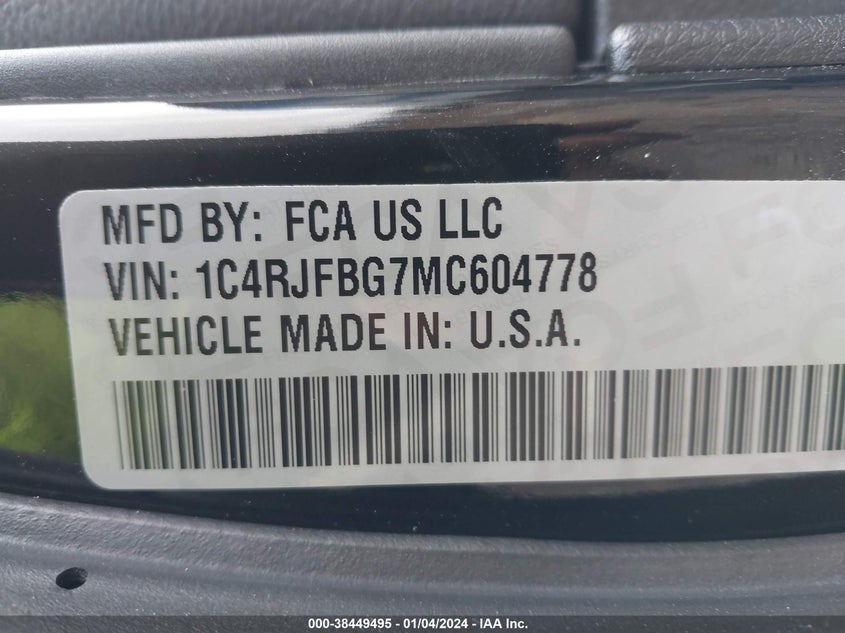 MFD BY: FCA US LLC
VIN: 1C4RJFBG7MC604778
VEHICLE MADE IN: U.S.A.
000-38449495 - 01/04/2024 - IAA Inc.